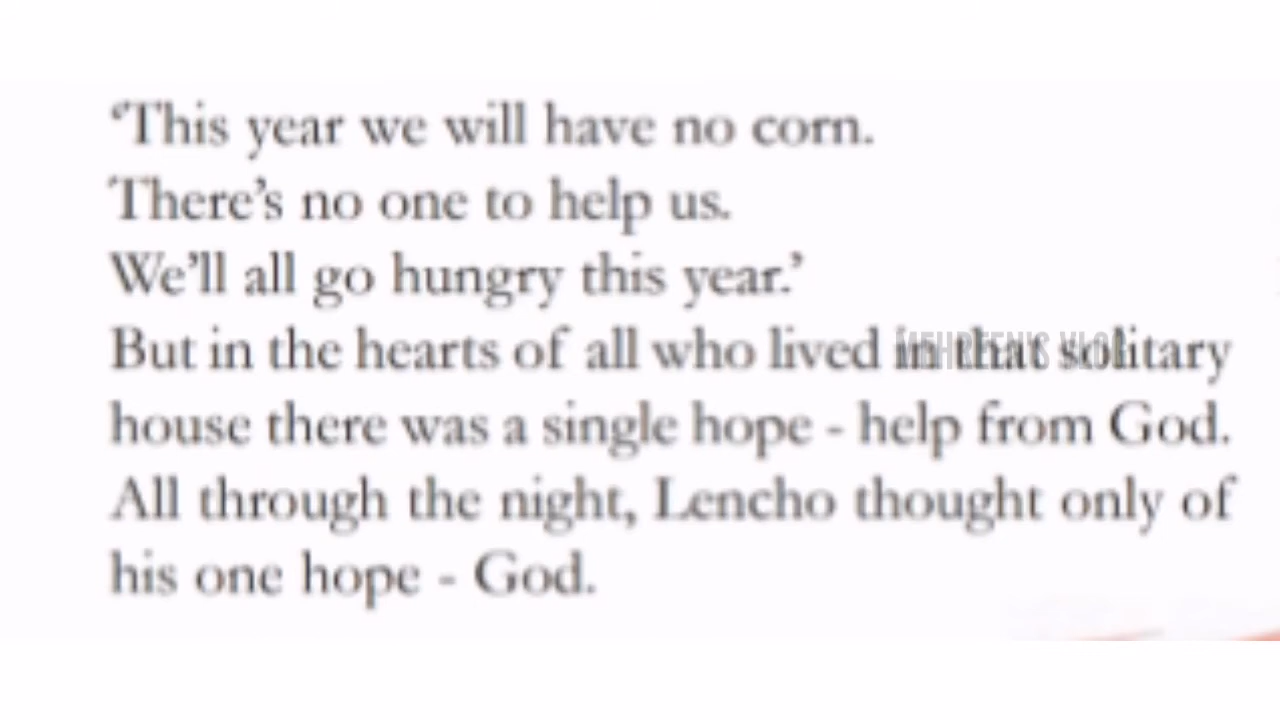 ‘This year we will have no corn.
There’s no one to help us.
We’ll all go hungry this year.’
But in the hearts of all who lived in that solitary
house there was a single hope - help from God.
All through the night, Lencho thought only of
his one hope - God.
MEHREEN'S VLOG